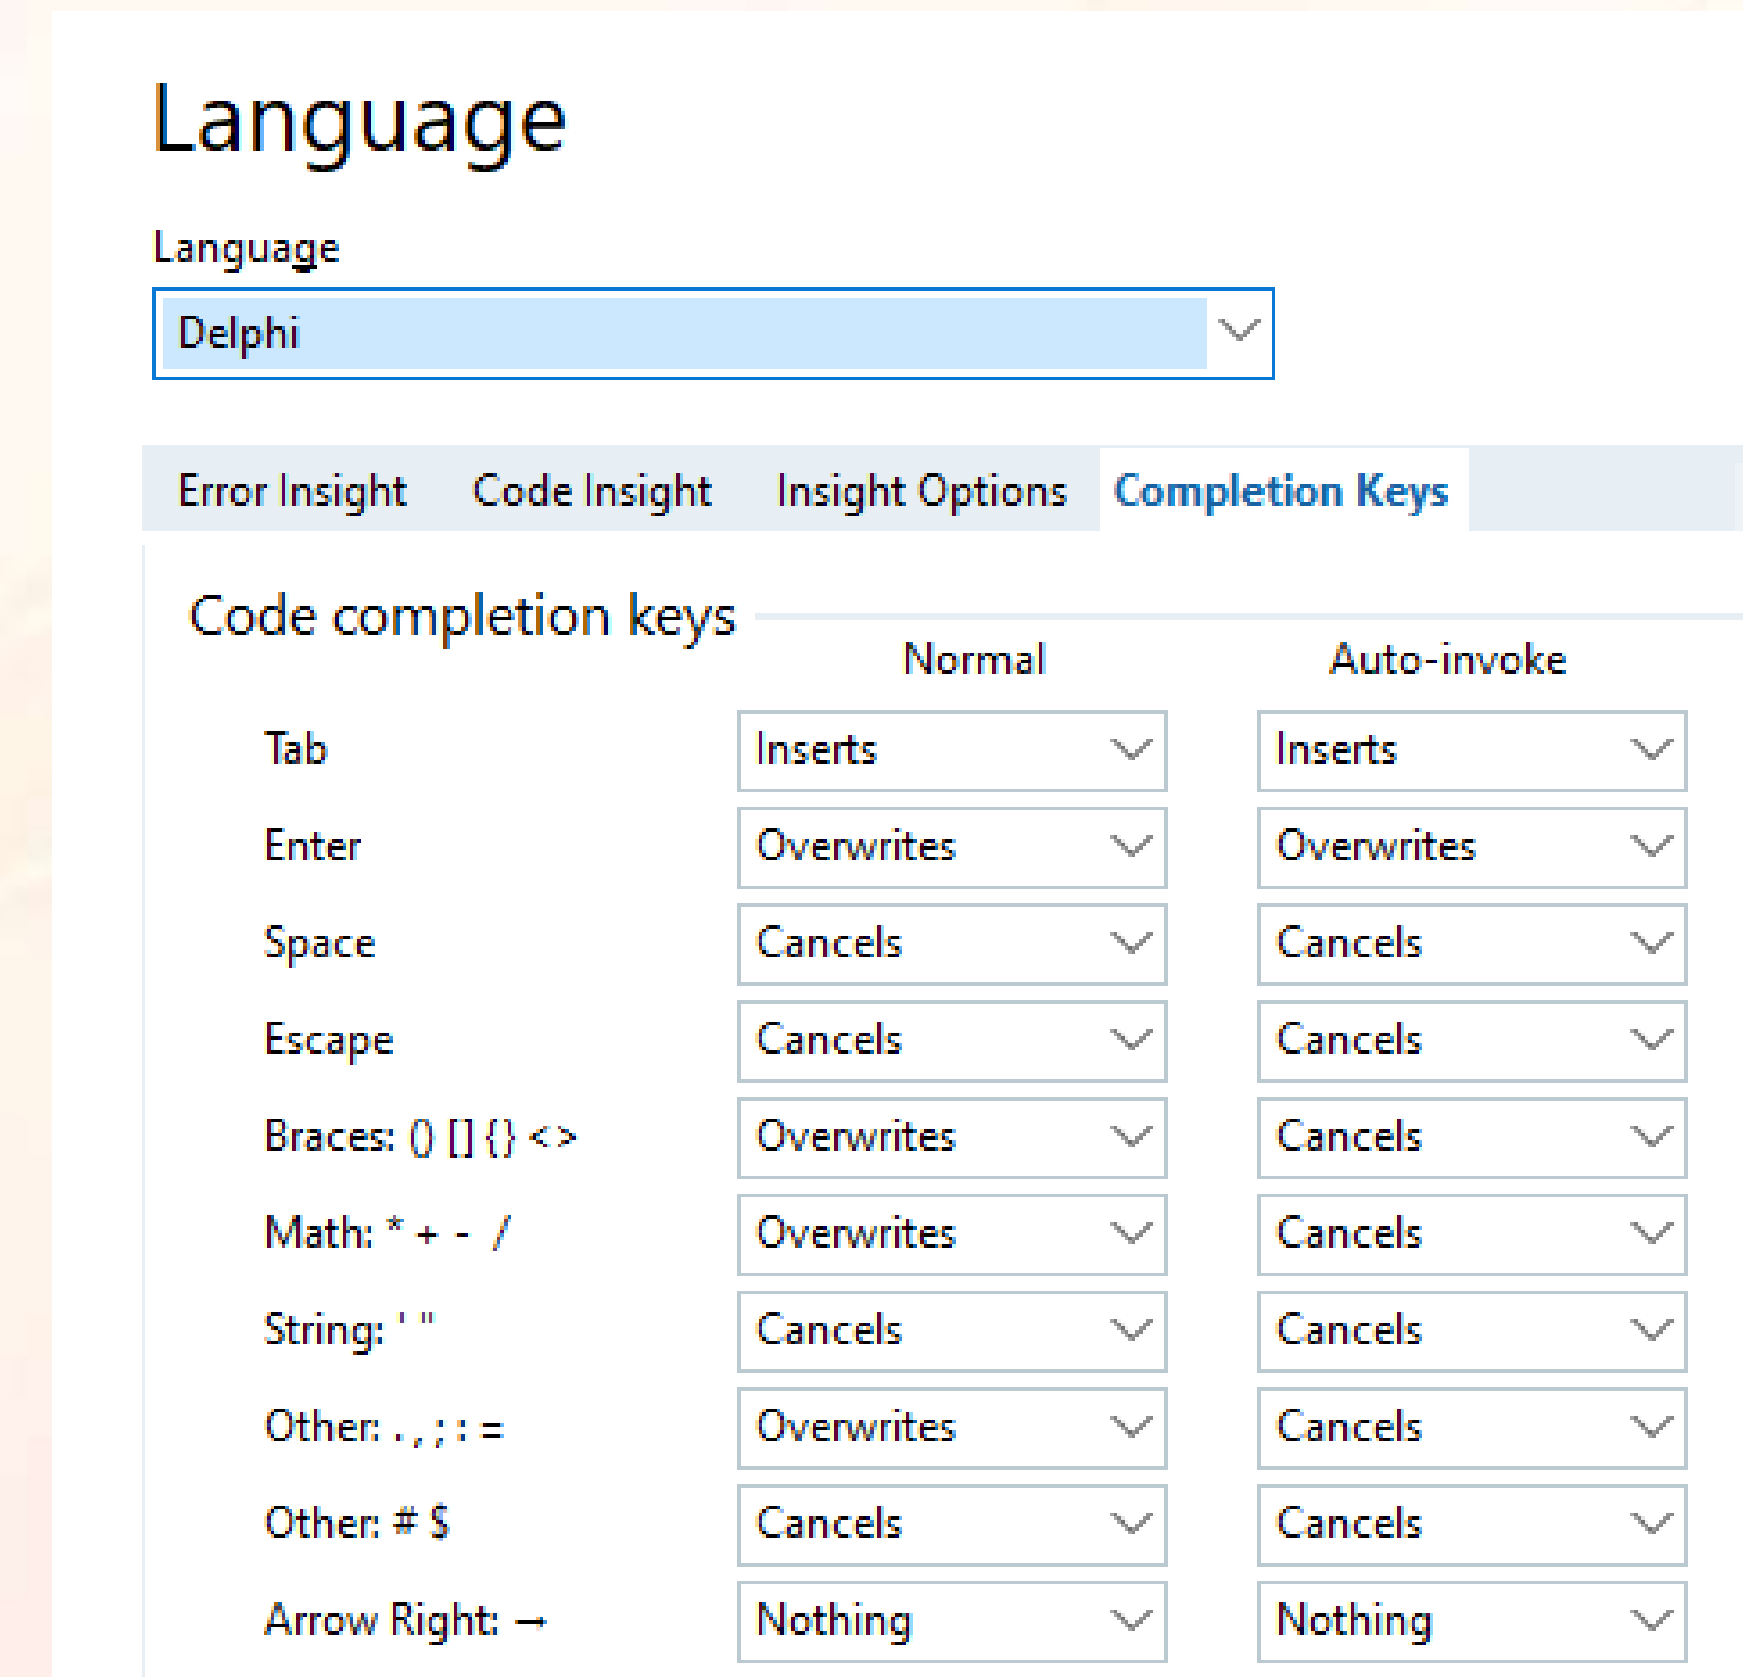 Language
Language
Delphi
Error Insight Code Insight Insight Options Completion Keys
Code completion keys
Normal Auto-invoke
Tab Inserts Inserts
Enter Overwrites Overwrites
Space Cancels Cancels
Escape Cancels Cancels
Braces: () [] {} <> Overwrites Cancels
Math: * + - / Overwrites Cancels
String: ' " Cancels Cancels
Other: . , ; : = Overwrites Cancels
Other: # $ Cancels Cancels
Arrow Right: → Nothing Nothing